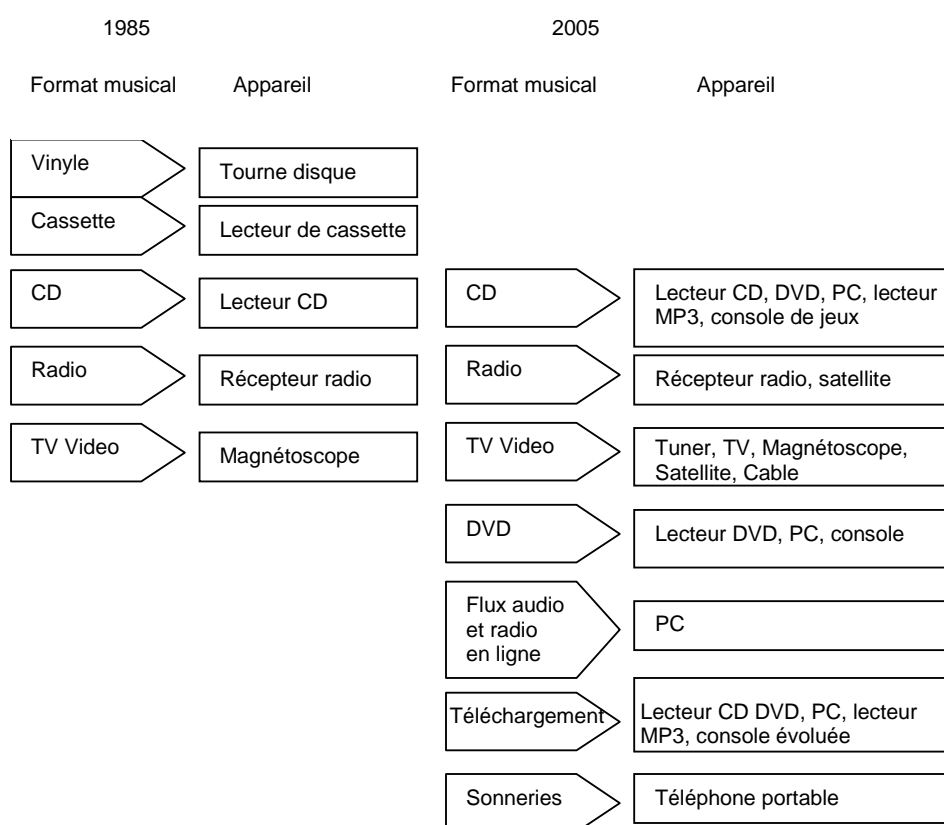 1985
2005
Format musical
Appareil
Format musical
Appareil
Vinyle
Tourne disque
Cassette
Lecteur de cassette
CD
Lecteur CD
CD
Lecteur CD, DVD, PC, lecteur
MP3, console de jeux
Radio
Récepteur radio
Radio
Récepteur radio, satellite
TV Video
Magnétoscope
TV Video
Tuner, TV, Magnétoscope,
Satellite, Cable
DVD
Lecteur DVD, PC, console
Flux audio
et radio
en ligne
PC
Téléchargement
Lecteur CD DVD, PC, lecteur
MP3, console évoluée
Sonneries
Téléphone portable